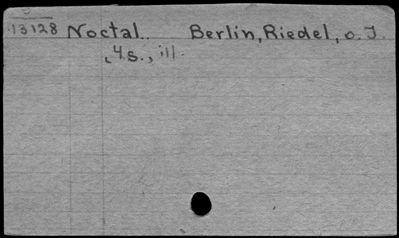 13128 Noctal.. Berlin, Riedel, o.J.
, 4 s., ill.